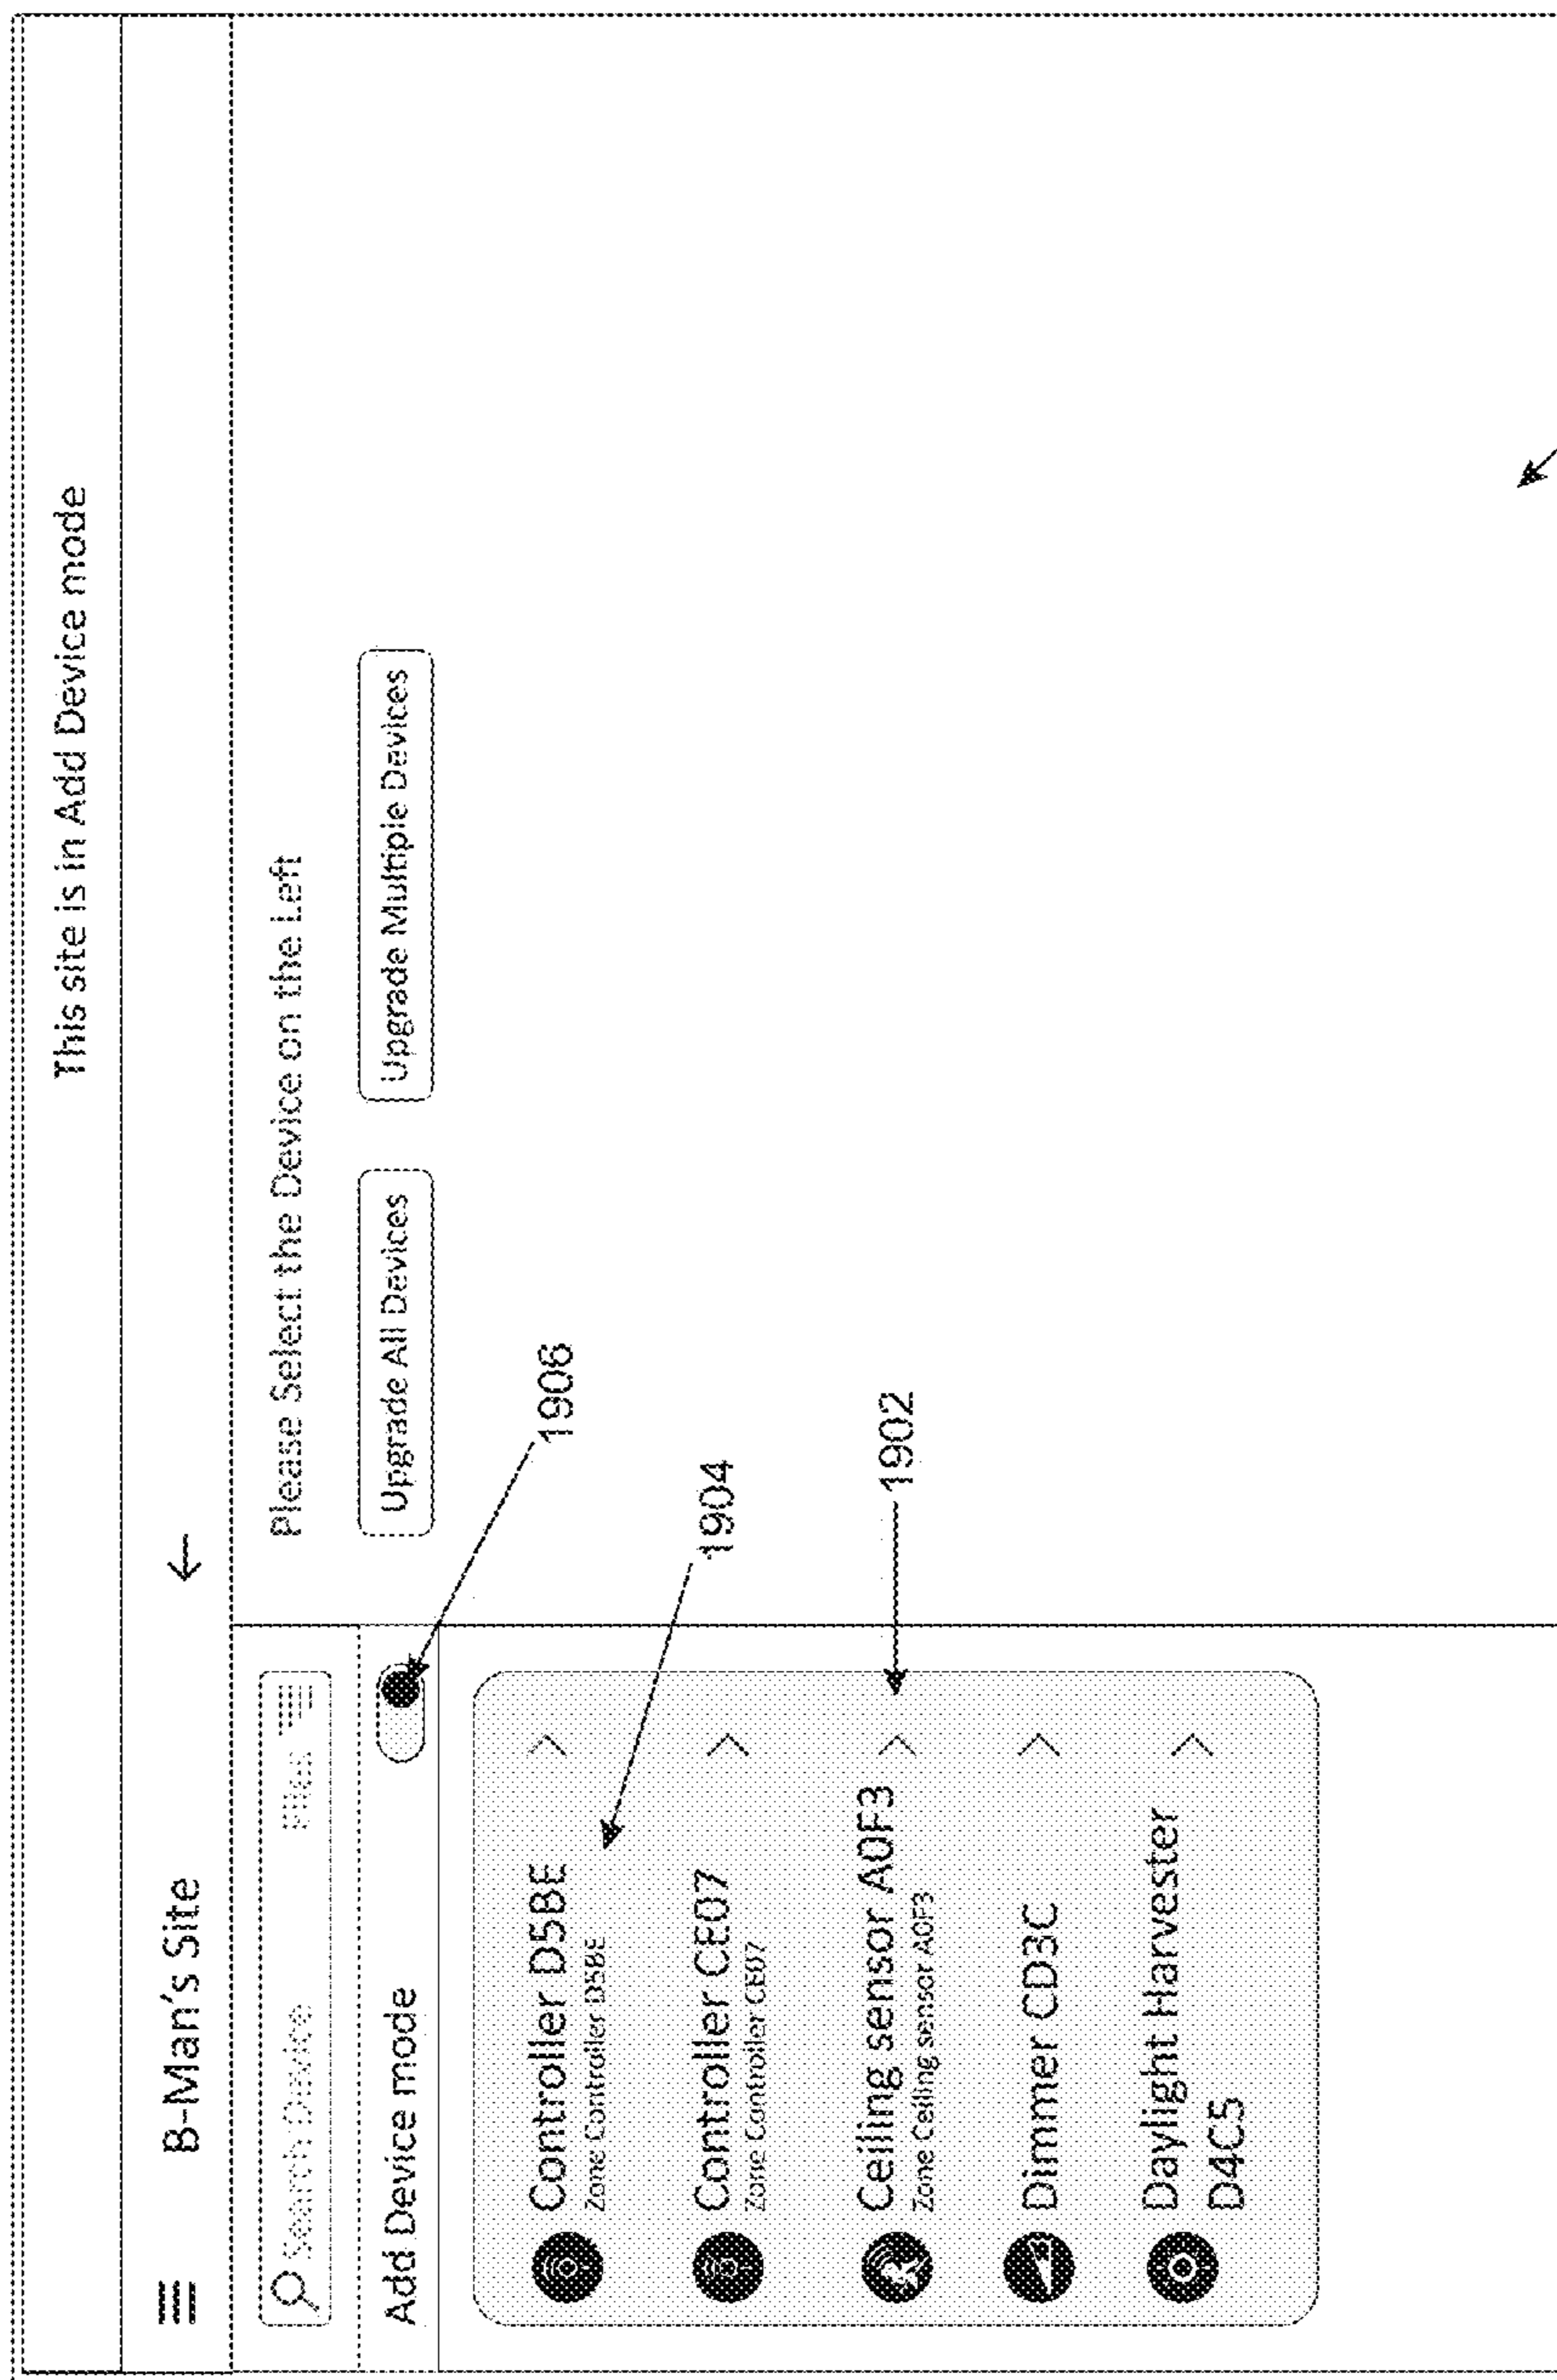 This site is in Add Device mode
B-Man's Site
Search Device
Add Device mode
Please Select the Device on the Left
Upgrade All Devices
Upgrade Multiple Devices
1906
Controller D5BE
Zone Controller D5BE
1904
Controller CE07
Zone Controller CE07
Ceiling sensor A0F3
Zone Ceiling sensor A0F3
1902
Dimmer CD3C
Daylight Harvester
D4C5